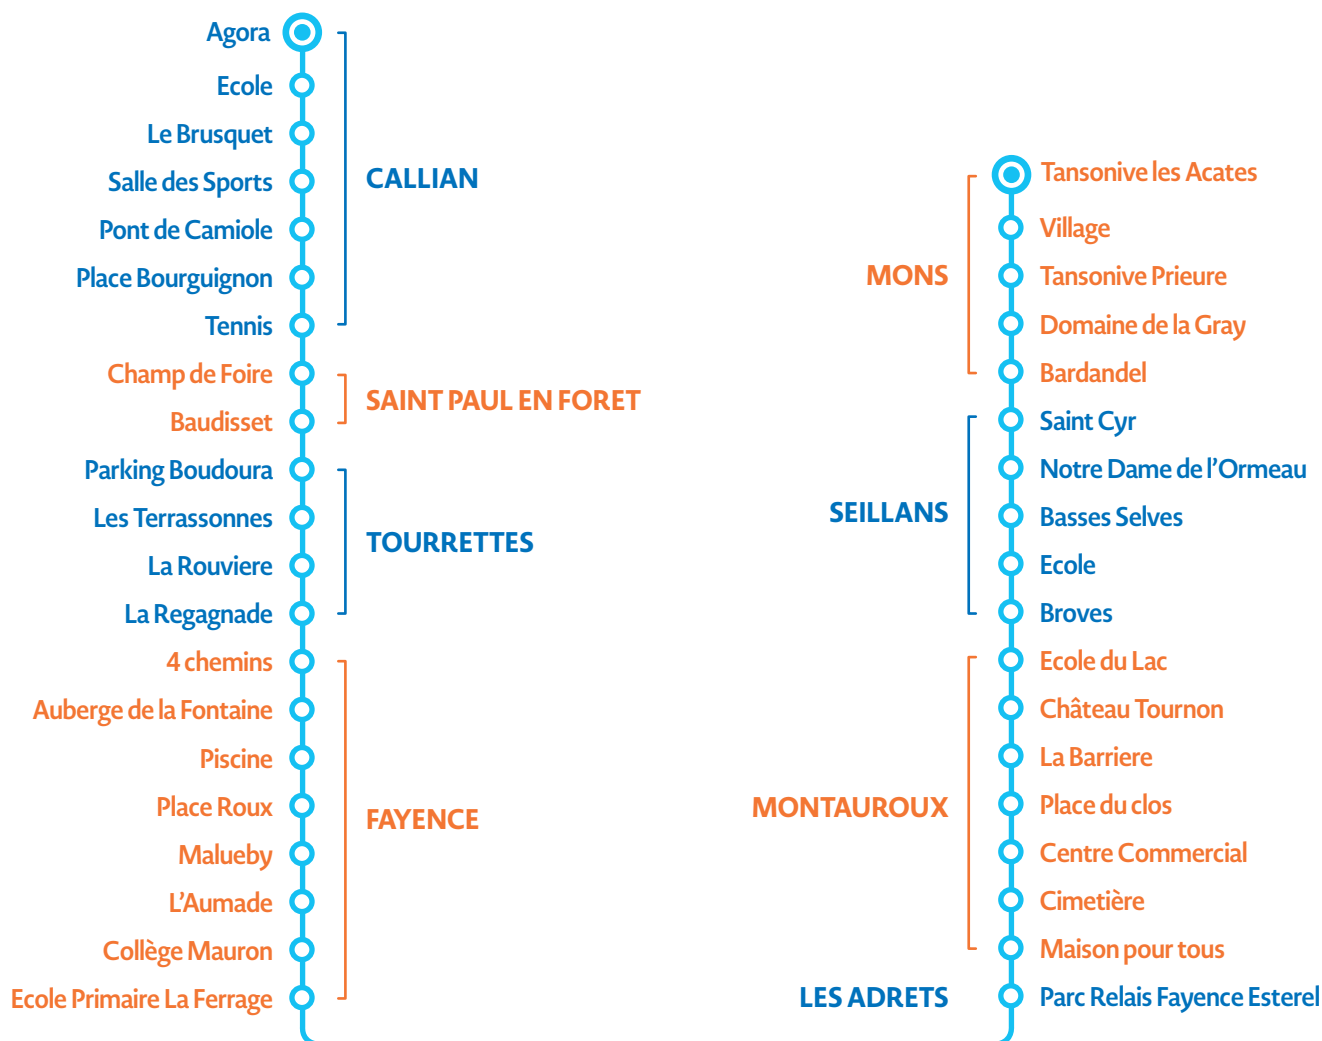 Agora
Ecole
Le Brusquet
Salle des Sports
Pont de Camiole
Place Bourguignon
Tennis
CALLIAN
Champ de Foire
Baudisset
SAINT PAUL EN FORET
Parking Boudoura
Les Terrassonnes
La Rouviere
La Regagnade
TOURRETTES
4 chemins
Auberge de la Fontaine
Piscine
Place Roux
Malueby
L'Aumade
Collège Mauron
Ecole Primaire La Ferrage
FAYENCE
MONS
Tansonive les Acates
Village
Tansonive Prieure
Domaine de la Gray
Bardandel
SEILLANS
Saint Cyr
Notre Dame de l'Ormeau
Basses Selves
Ecole
Broves
MONTAUROUX
Ecole du Lac
Château Tournon
La Barriere
Place du clos
Centre Commercial
Cimetière
Maison pour tous
LES ADRETS
Parc Relais Fayence Esterel